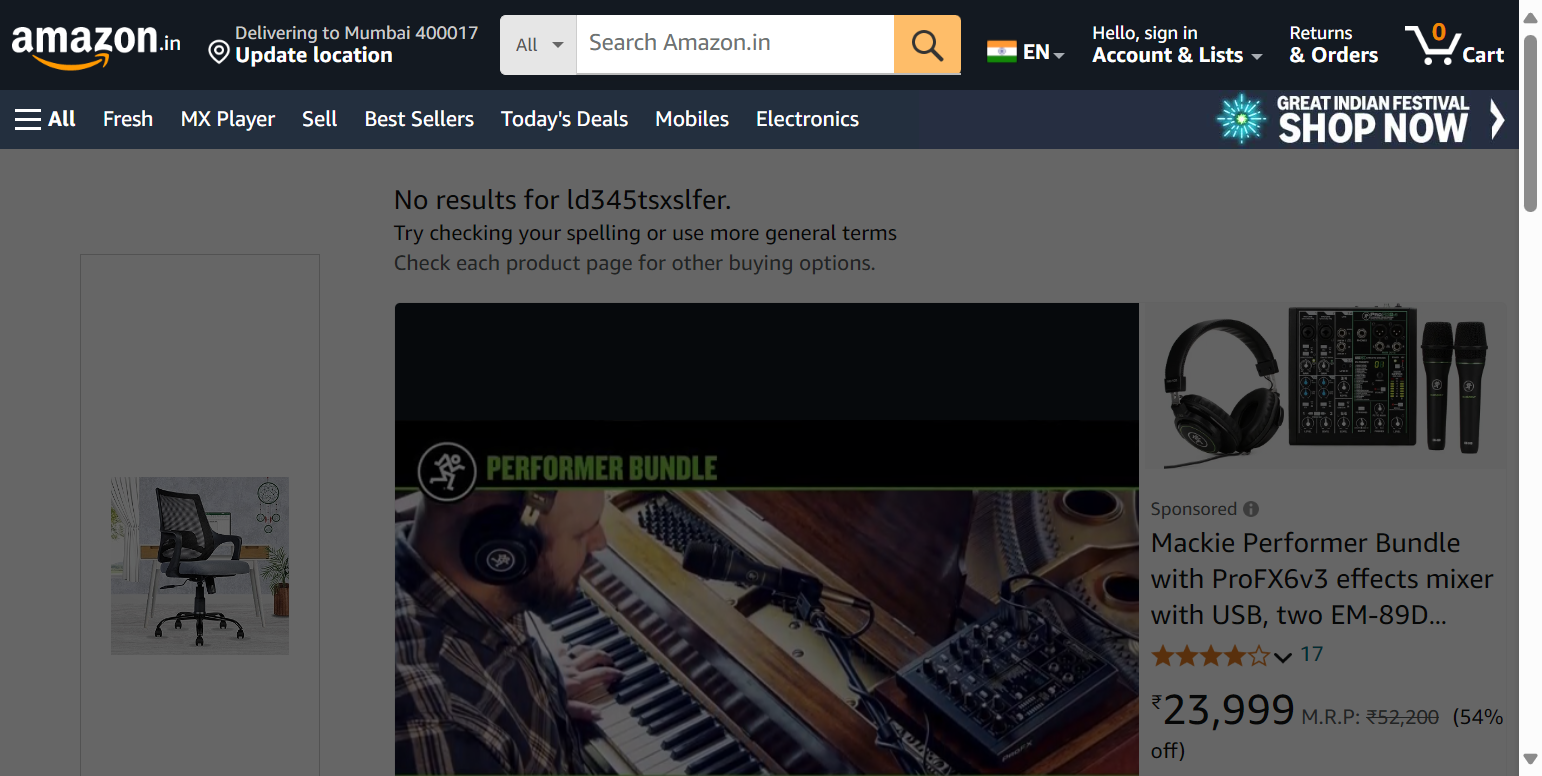 amazon.in
Delivering to Mumbai 400017
Update location
All
Search Amazon.in
EN
Hello, sign in
Account & Lists
Returns
& Orders
0
Cart
All
Fresh
MX Player
Sell
Best Sellers
Today's Deals
Mobiles
Electronics
GREAT INDIAN FESTIVAL
SHOP NOW
No results for ld345tsxslfer.
Try checking your spelling or use more general terms
Check each product page for other buying options.
PERFORMER BUNDLE
ProFX
Sponsored
Mackie Performer Bundle
with ProFX6v3 effects mixer
with USB, two EM-89D...
17
₹23,999 M.R.P: ₹52,200 (54%
off)